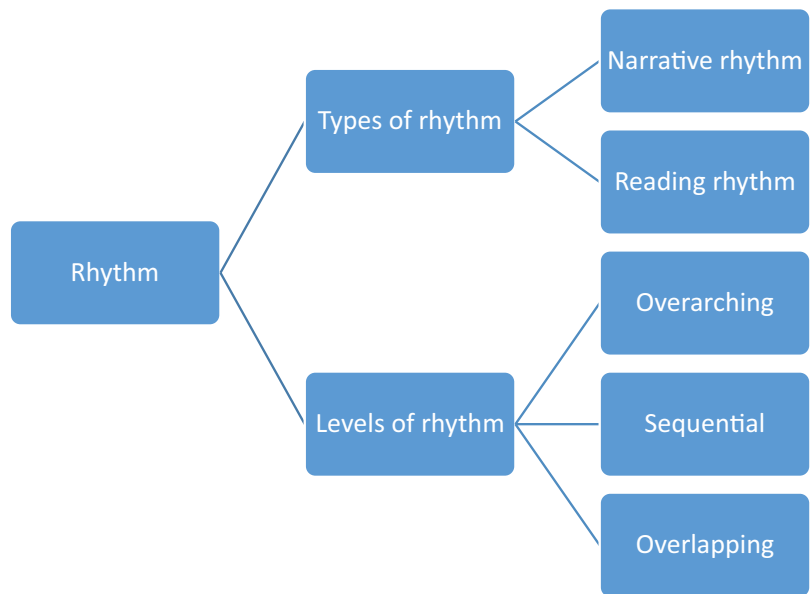 Rhythm
Types of rhythm
Narrative rhythm
Reading rhythm
Levels of rhythm
Overarching
Sequential
Overlapping